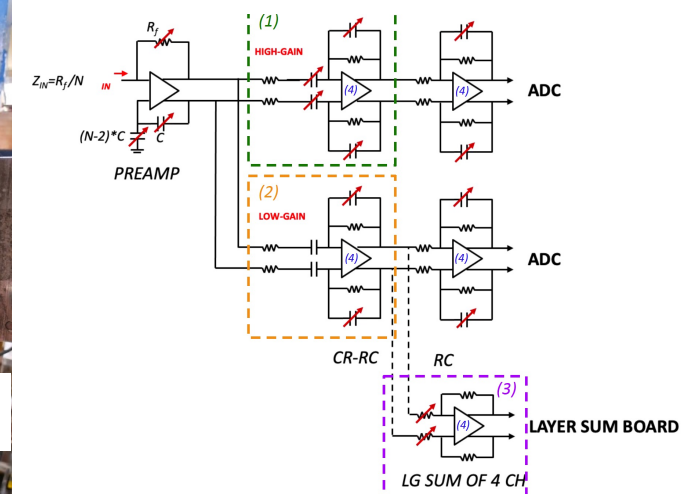 (1)
R_f
HIGH-GAIN
Z_IN=R_f/N
IN
(4)
(4)
ADC
(N-2)*C
C
PREAMP
(2)
LOW-GAIN
(4)
(4)
ADC
CR-RC
RC
(3)
(4)
LAYER SUM BOARD
LG SUM OF 4 CH